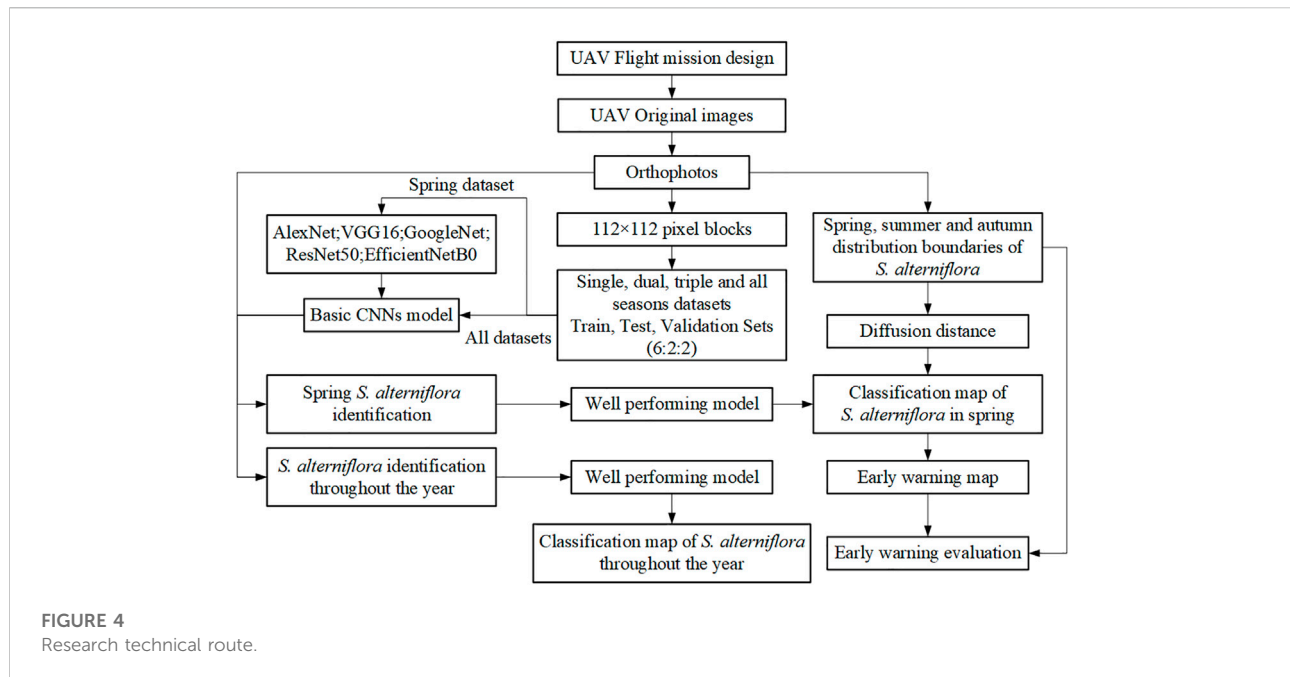 UAV Flight mission design
UAV Original images
Orthophotos
Spring dataset
AlexNet;VGG16;GoogleNet;
ResNet50;EfficientNetB0
112×112 pixel blocks
Spring, summer and autumn
distribution boundaries of
S. alterniflora
Single, dual, triple and all
seasons datasets
Train, Test, Validation Sets
(6:2:2)
Basic CNNs model
All datasets
Diffusion distance
Spring S. alterniflora
identification
Well performing model
Classification map of
S. alterniflora in spring
S. alterniflora identification
throughout the year
Well performing model
Early warning map
Classification map of S. alterniflora
throughout the year
Early warning evaluation
FIGURE 4
Research technical route.